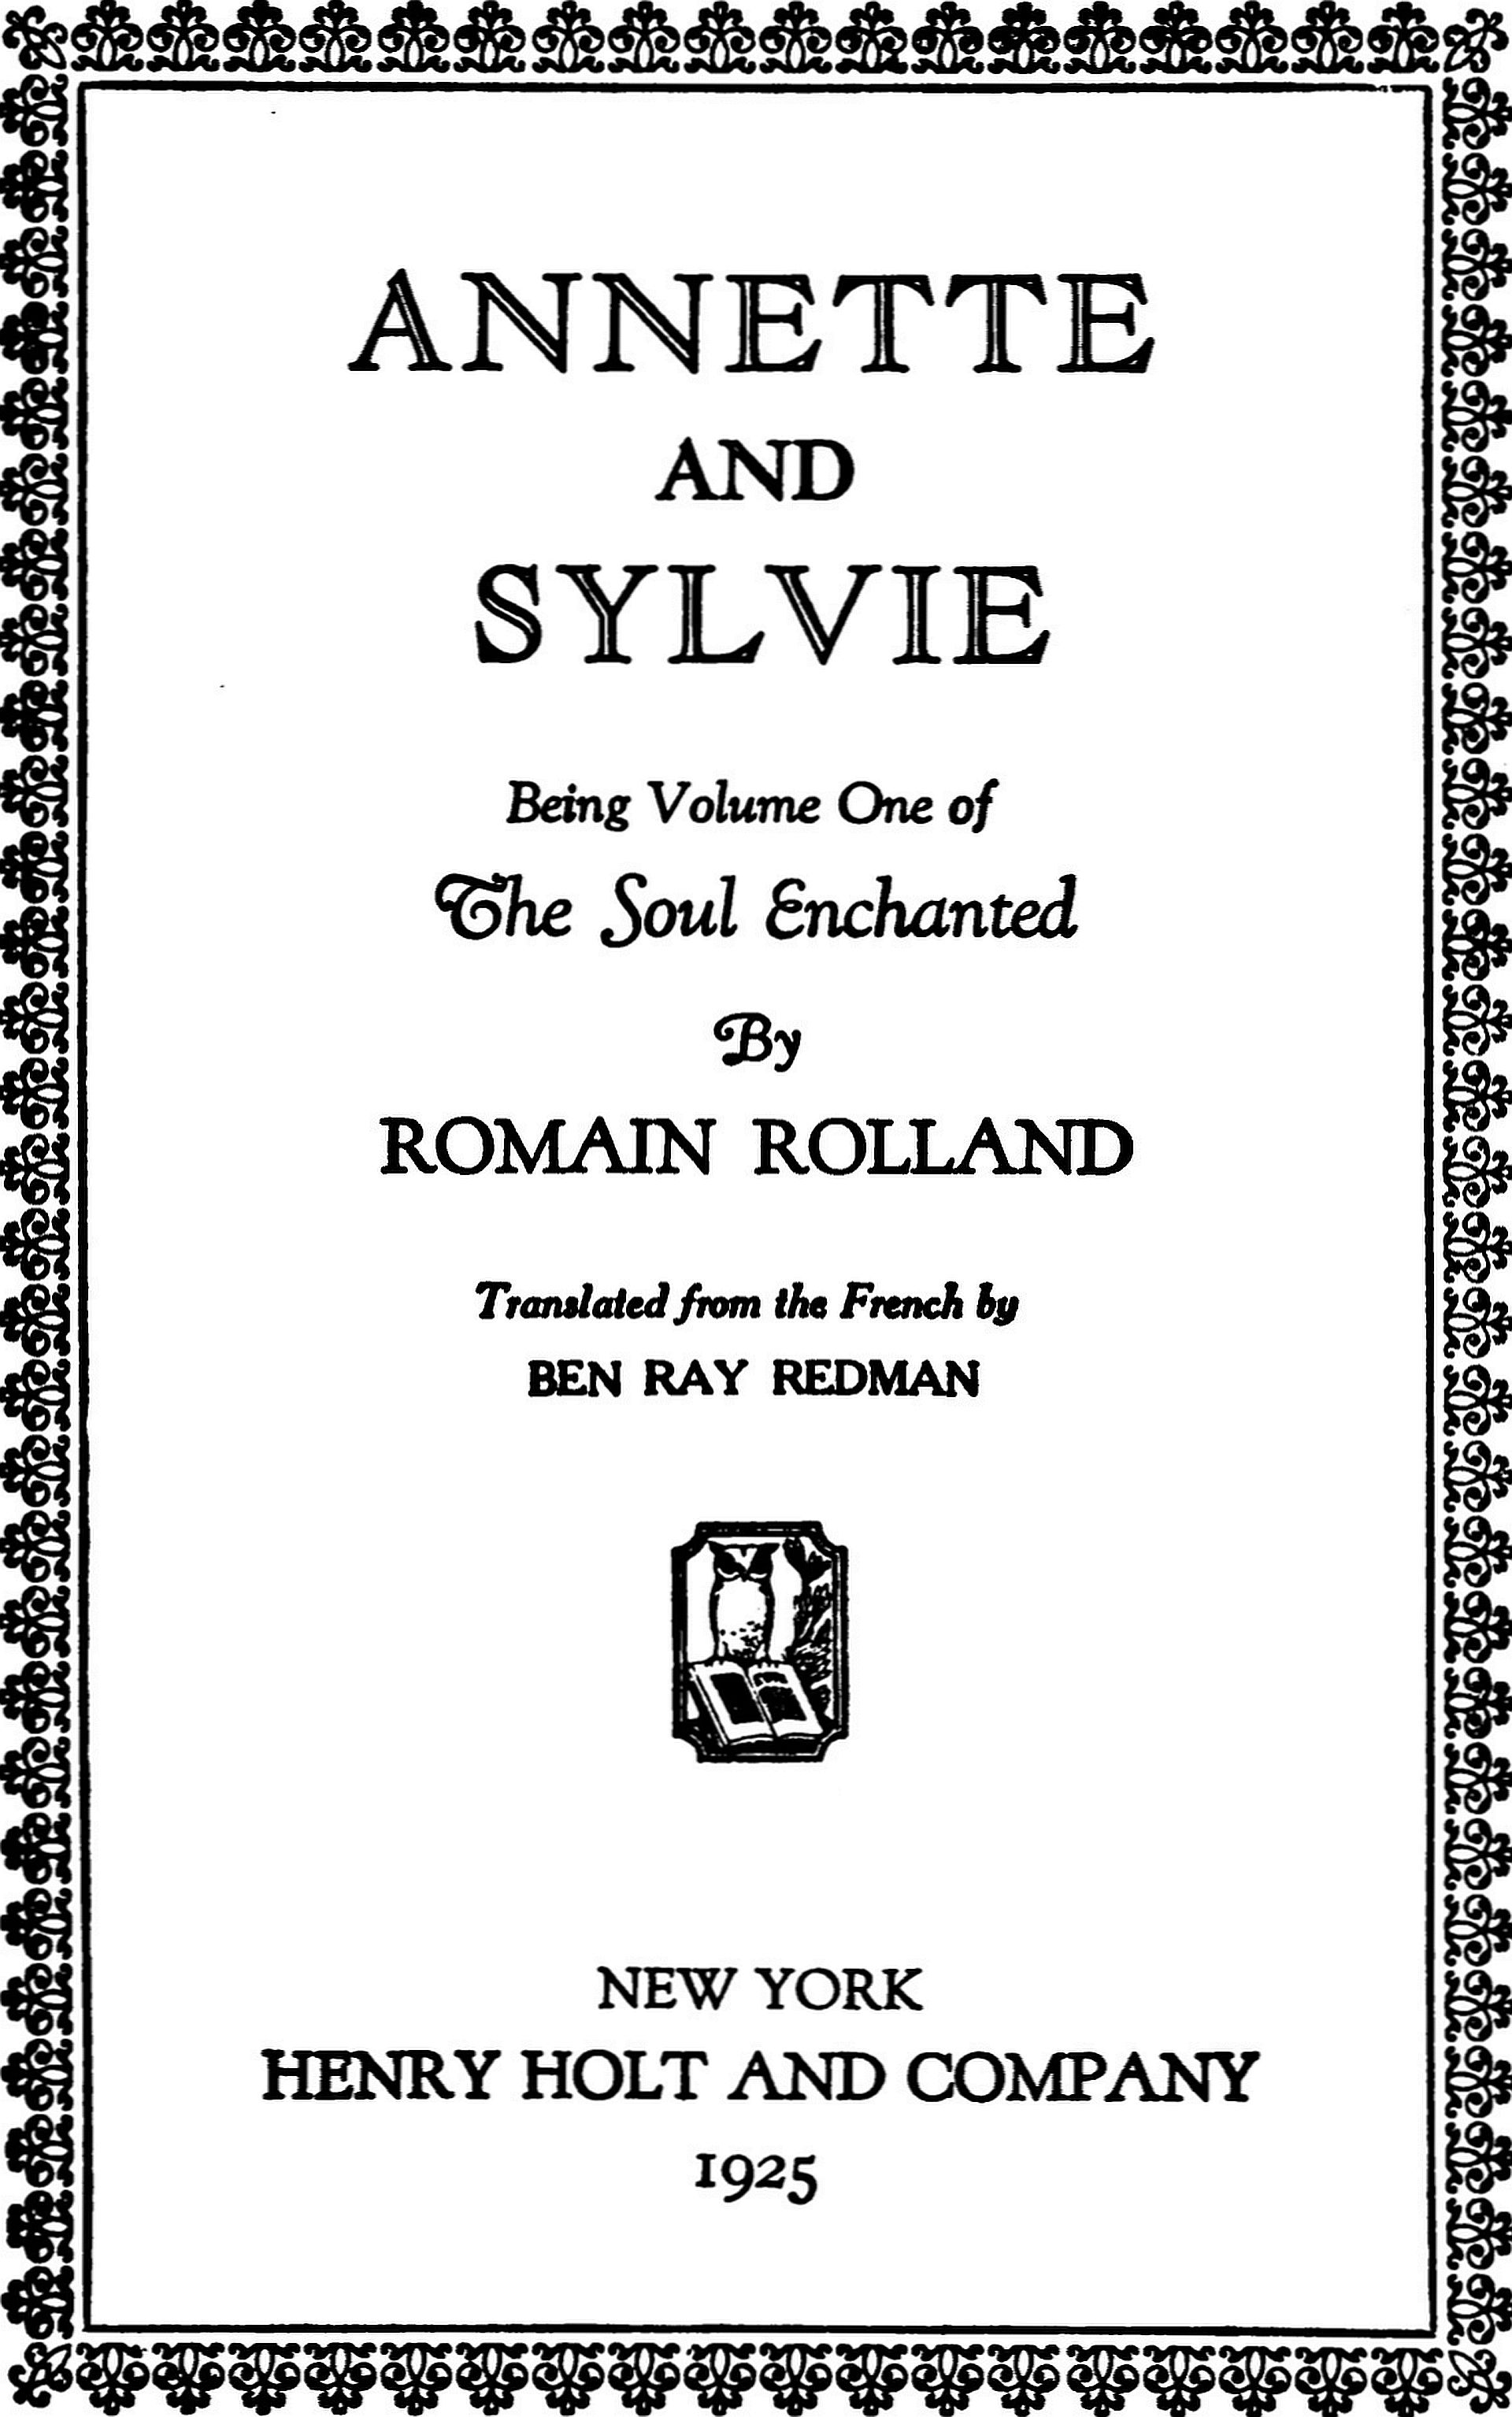 ANNETTE
AND
SYLVIE
Being Volume One of
The Soul Enchanted
By
ROMAIN ROLLAND
Translated from the French by
BEN RAY REDMAN
NEW YORK
HENRY HOLT AND COMPANY
1925